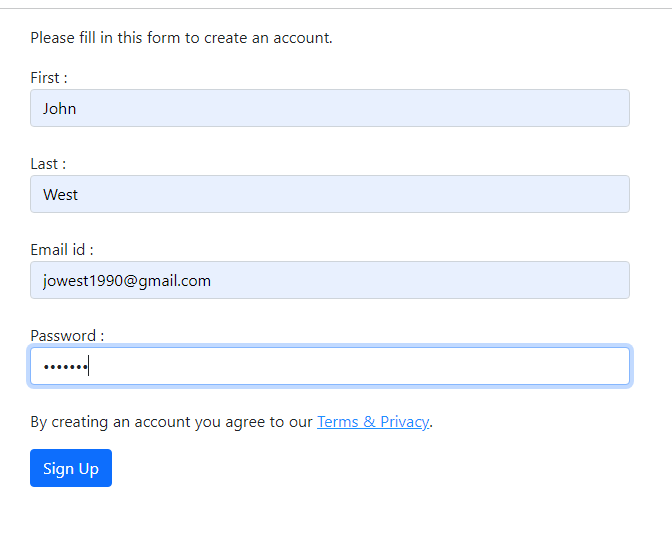 Please fill in this form to create an account.
First :
John
Last :
West
Email id :
jowest1990@gmail.com
Password :
•••••••
By creating an account you agree to our Terms & Privacy.
Sign Up